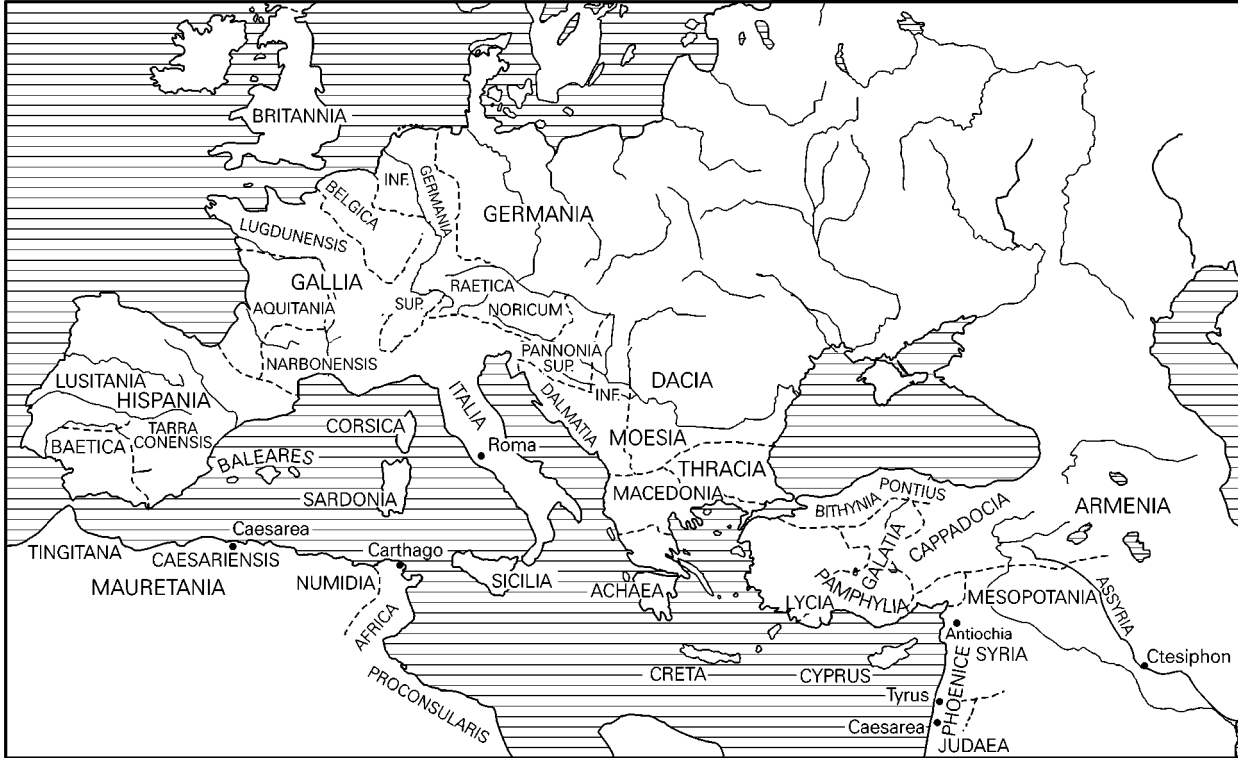 BRITANNIA
INF.
GERMANIA
BELGICA
GERMANIA
LUGDUNENSIS
GALLIA
RAETICA
SUP.
NORICUM
AQUITANIA
PANNONIA
SUP.
NARBONENSIS
LUSITANIA
HISPANIA
DACIA
INF.
ITALIA
DALMATIA
TARRA
CONENSIS
BAETICA
CORSICA
MOESIA
Roma
BALEARES
THRACIA
SARDONIA
MACEDONIA
PONTIUS
BITHYNIA
CAPPADOCIA
ARMENIA
Caesarea
TINGITANA
CAESARIENSIS
Carthago
GALATIA
MAURETANIA
NUMIDIA
SICILIA
ACHAEA
PAMPHYLIA
LYCIA
MESOPOTANIA
ASSYRIA
AFRICA
Antiochia
SYRIA
Ctesiphon
CRETA
CYPRUS
PHOENICE
PROCONSULARIS
Tyrus
Caesarea
JUDAEA